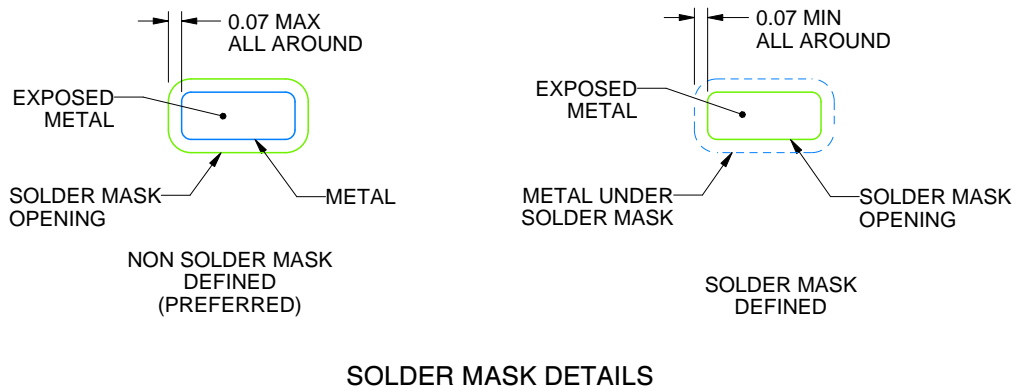 0.07 MAX
ALL AROUND
EXPOSED
METAL
SOLDER MASK
OPENING
METAL
NON SOLDER MASK
DEFINED
(PREFERRED)
0.07 MIN
ALL AROUND
EXPOSED
METAL
METAL UNDER
SOLDER MASK
SOLDER MASK
OPENING
SOLDER MASK
DEFINED
SOLDER MASK DETAILS